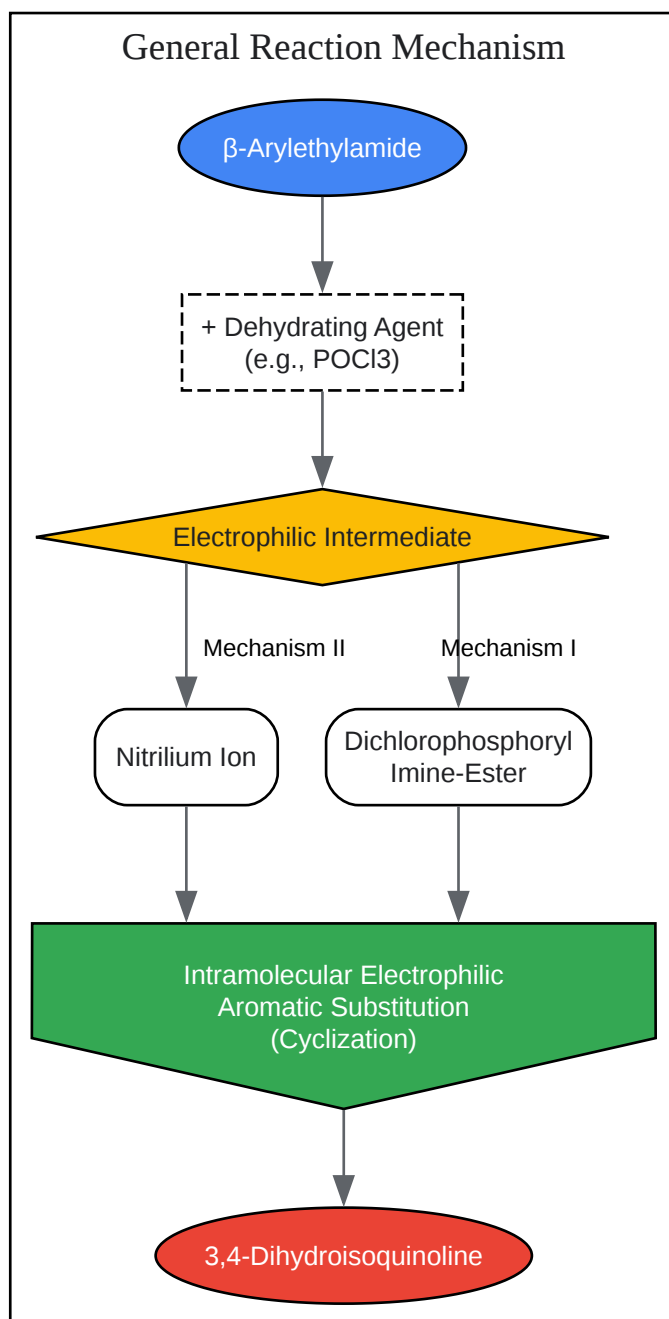 General Reaction Mechanism
β-Arylethylamide
+ Dehydrating Agent
(e.g., POCl3)
Electrophilic Intermediate
Mechanism II
Mechanism I
Nitrilium Ion
Dichlorophosphoryl
Imine-Ester
Intramolecular Electrophilic
Aromatic Substitution
(Cyclization)
3,4-Dihydroisoquinoline